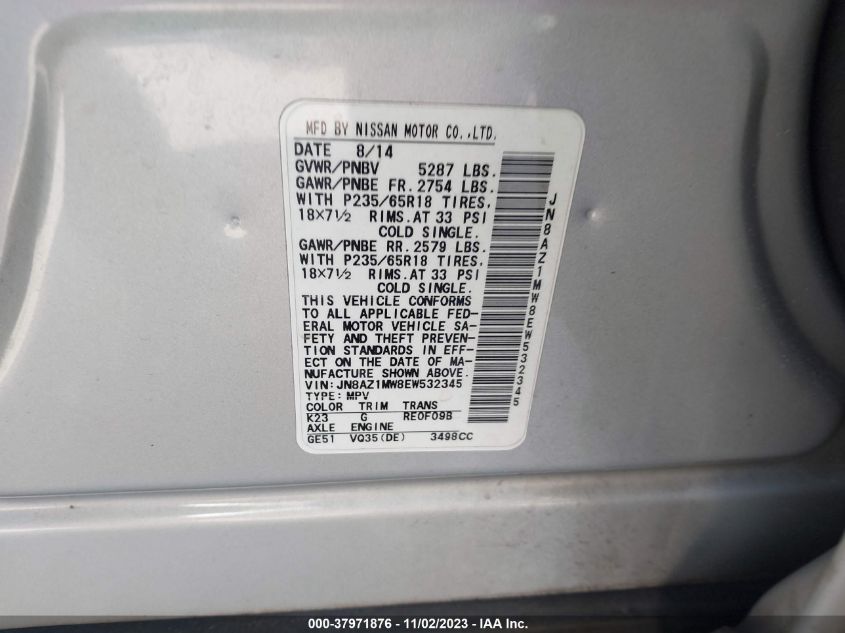 MFD BY NISSAN MOTOR CO.,LTD.
DATE 8/14
GVWR/PNBV 5287 LBS.
GAWR/PNBE FR. 2754 LBS.
WITH P235/65R18 TIRES,
18×7½ RIMS.AT 33 PSI
COLD SINGLE.
GAWR/PNBE RR. 2579 LBS.
WITH P235/65R18 TIRES,
18×7½ RIMS.AT 33 PSI
COLD SINGLE.
THIS VEHICLE CONFORMS
TO ALL APPLICABLE FED-
ERAL MOTOR VEHICLE SA-
FETY AND THEFT PREVEN-
TION STANDARDS IN EFF-
ECT ON THE DATE OF MA-
NUFACTURE SHOWN ABOVE.
VIN: JN8AZ1MW8EW532345
TYPE: MPV
COLOR TRIM TRANS
K23 G RE0F09B
AXLE ENGINE
GE51 VQ35(DE) 3498CC
JN8AZ1MW8EW532345
000-37971876 - 11/02/2023 - IAA Inc.